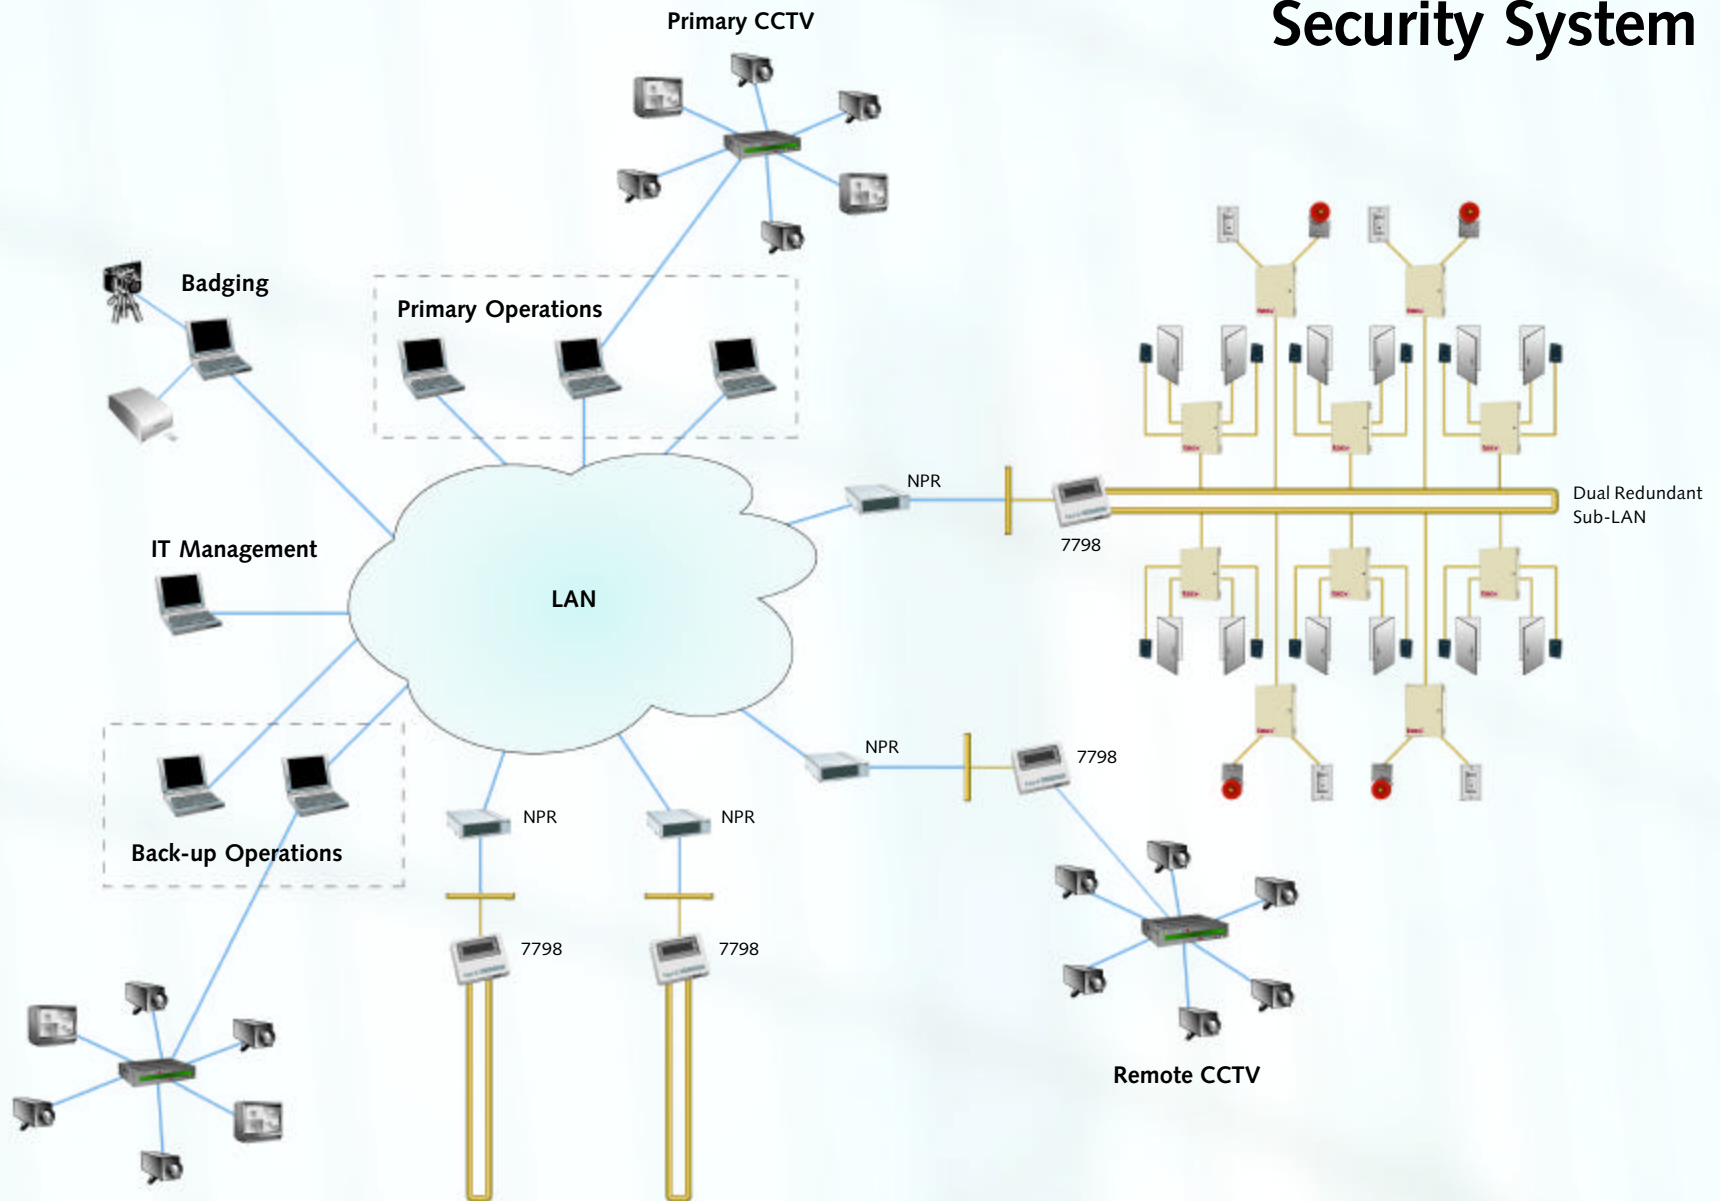 Security System
Primary CCTV
Badging
Primary Operations
NPR
Dual Redundant
Sub-LAN
7798
IT Management
LAN
NPR
7798
NPR
NPR
Back-up Operations
7798
7798
Remote CCTV